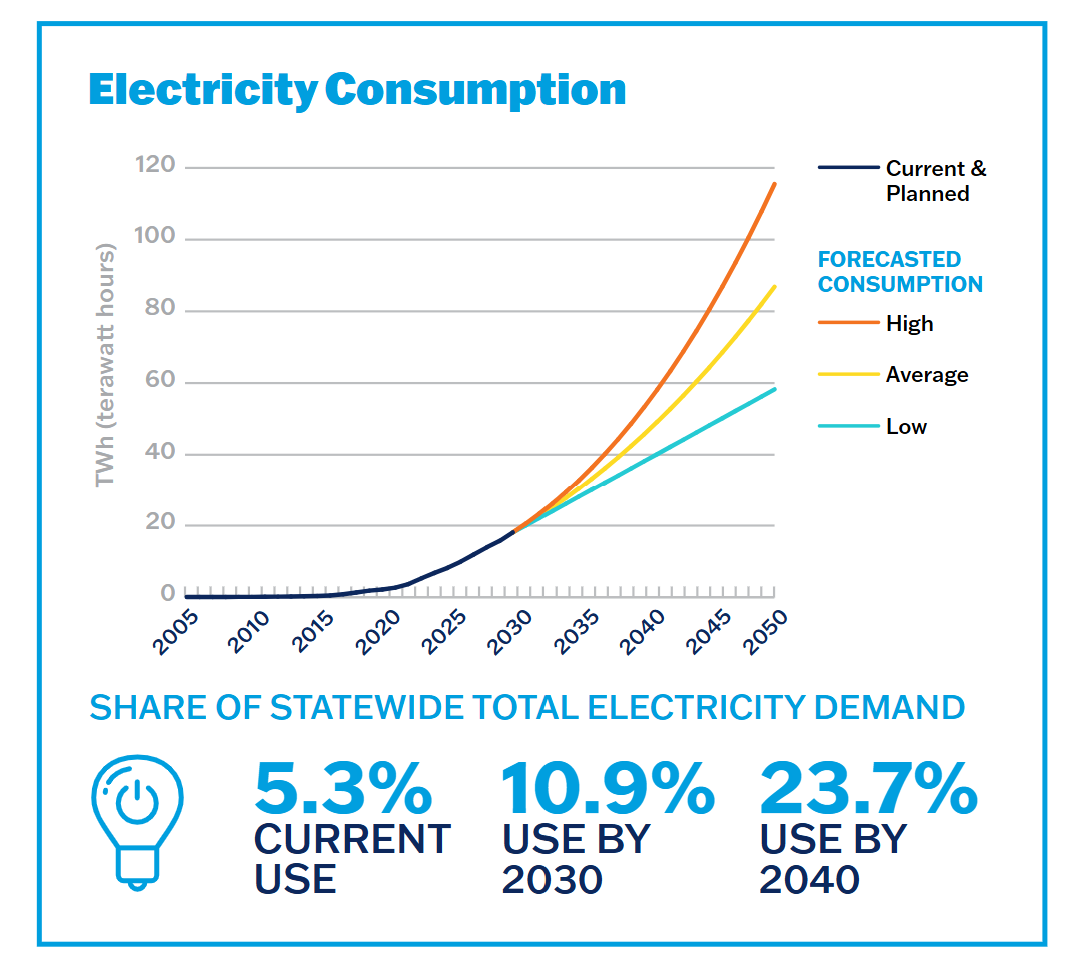 Electricity Consumption
TWh (terawatt hours)
120
100
80
60
40
20
0
2005
2010
2015
2020
2025
2030
2035
2040
2045
2050
Current &
Planned
FORECASTED
CONSUMPTION
High
Average
Low
SHARE OF STATEWIDE TOTAL ELECTRICITY DEMAND
5.3%
CURRENT
USE
10.9%
USE BY
2030
23.7%
USE BY
2040